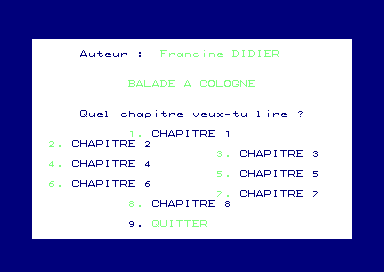 Auteur : Francine DIDIER
BALADE A COLOGNE
Quel chapitre veux-tu lire ?
1. CHAPITRE 1
2. CHAPITRE 2
3. CHAPITRE 3
4. CHAPITRE 4
5. CHAPITRE 5
6. CHAPITRE 6
7. CHAPITRE 7
8. CHAPITRE 8
9. QUITTER